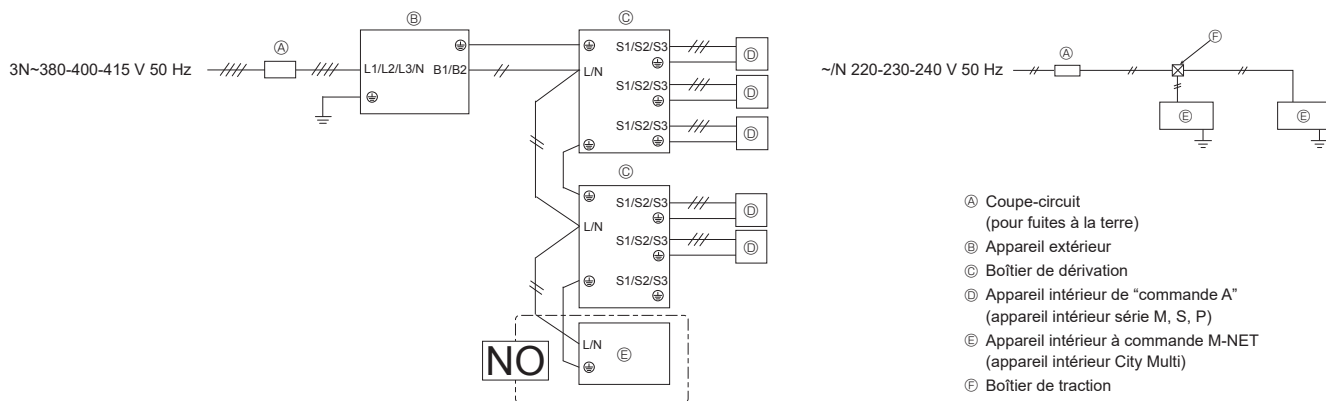 3N~380-400-415 V 50 Hz
Ⓐ
Ⓑ
L1/L2/L3/N
B1/B2
Ⓒ
L/N
S1/S2/S3
Ⓓ
S1/S2/S3
Ⓓ
S1/S2/S3
Ⓓ
Ⓒ
L/N
S1/S2/S3
Ⓓ
S1/S2/S3
Ⓓ
S1/S2/S3
NO
L/N
Ⓔ
~/N 220-230-240 V 50 Hz
Ⓐ
Ⓕ
Ⓔ
Ⓔ
Ⓐ Coupe-circuit
(pour fuites à la terre)
Ⓑ Appareil extérieur
Ⓒ Boîtier de dérivation
Ⓓ Appareil intérieur de “commande A”
(appareil intérieur série M, S, P)
Ⓔ Appareil intérieur à commande M-NET
(appareil intérieur City Multi)
Ⓕ Boîtier de traction